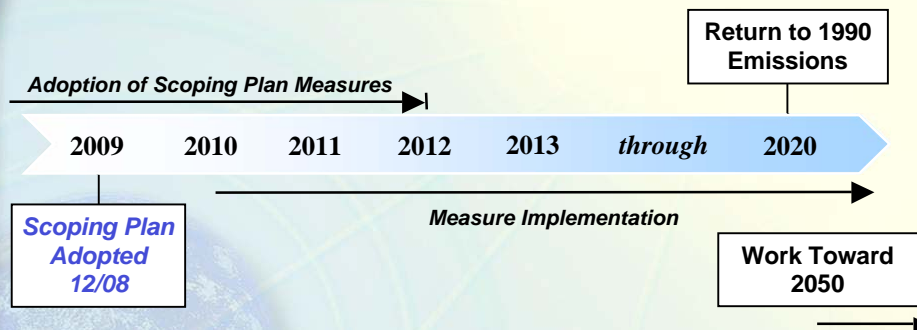 Return to 1990
Emissions
Adoption of Scoping Plan Measures
2009 2010 2011 2012 2013 through 2020
Measure Implementation
Scoping Plan
Adopted
12/08
Work Toward
2050